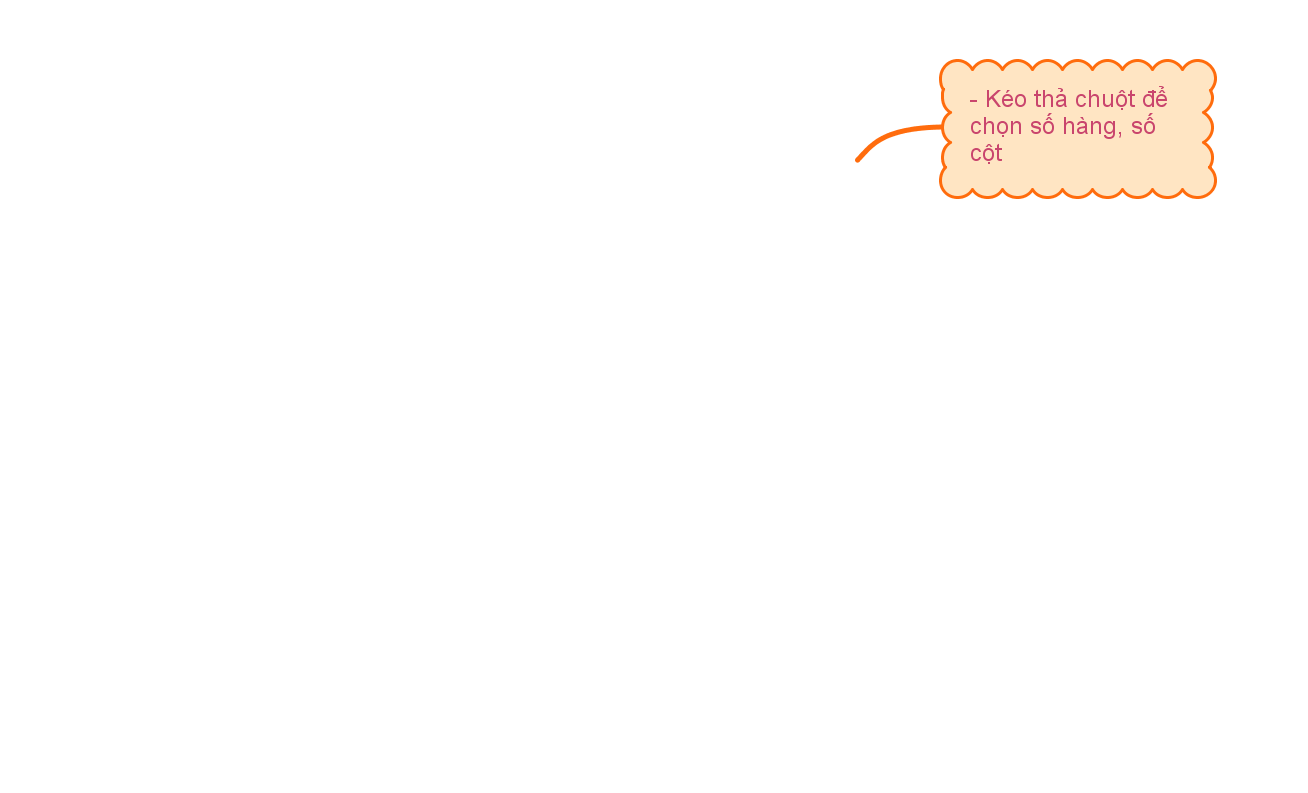 - Kéo thả chuột để
chọn số hàng, số
cột